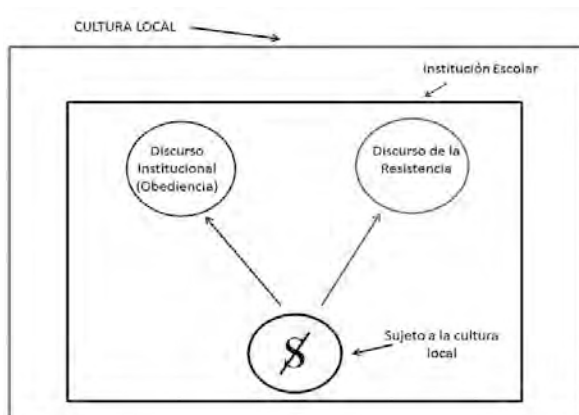 CULTURA LOCAL
Institución Escolar
Discurso
Institucional
(Obediencia)
Discurso de la
Resistencia
$
Sujeto a la cultura
local